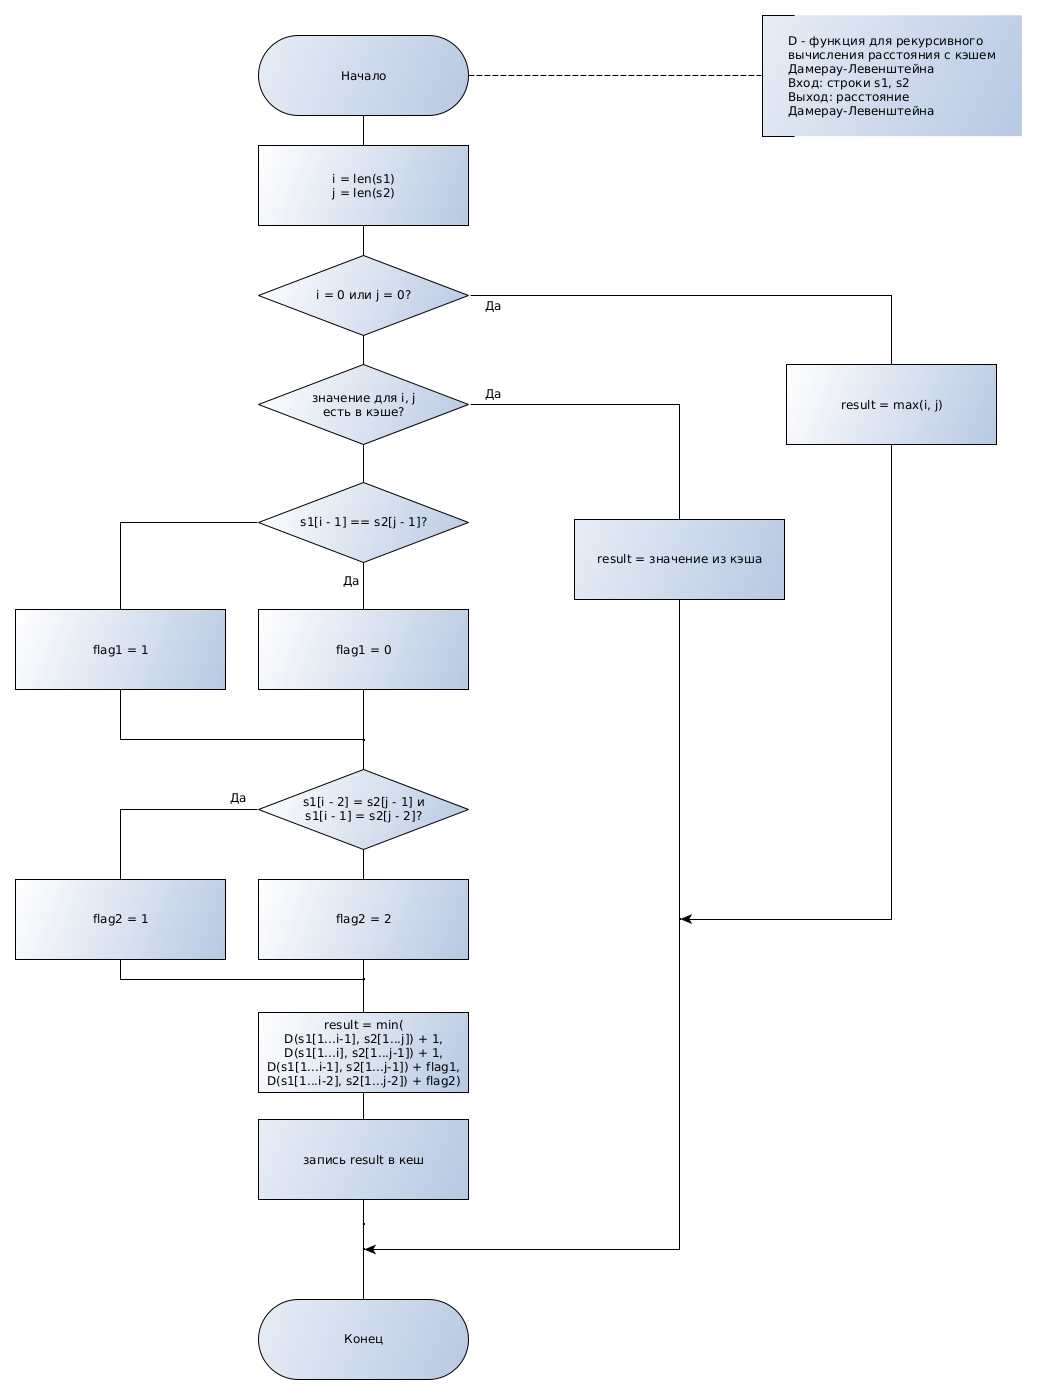 D - функция для рекурсивного
вычисления расстояния с кэшем
Дамерау-Левенштейна
Вход: строки s1, s2
Выход: расстояние
Дамерау-Левенштейна
Начало
i = len(s1)
j = len(s2)
i = 0 или j = 0?
Да
значение для i, j
есть в кэше?
Да
result = max(i, j)
s1[i - 1] == s2[j - 1]?
Да
result = значение из кэша
flag1 = 1
flag1 = 0
s1[i - 2] = s2[j - 1] и
s1[i - 1] = s2[j - 2]?
Да
flag2 = 1
flag2 = 2
result = min(
D(s1[1...i-1], s2[1...j]) + 1,
D(s1[1...i], s2[1...j-1]) + 1,
D(s1[1...i-1], s2[1...j-1]) + flag1,
D(s1[1...i-2], s2[1...j-2]) + flag2)
запись result в кеш
Конец